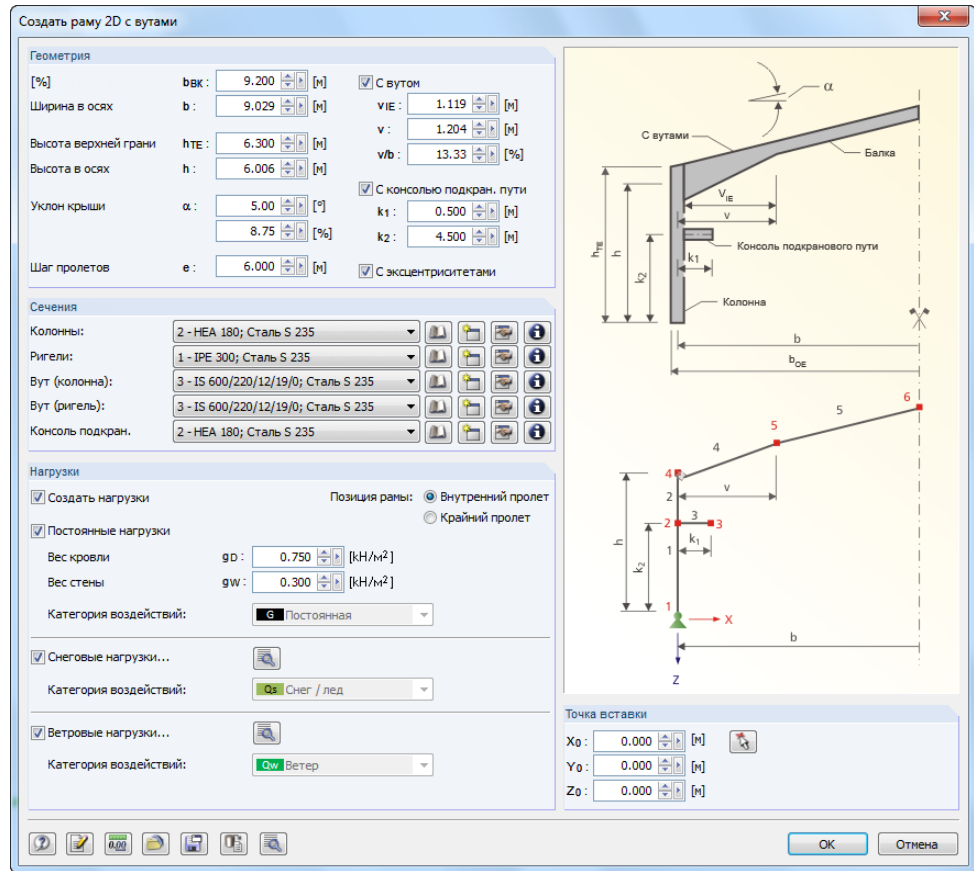 Создать раму 2D с вутами
Геометрия
[%] bВК : 9.200 [м]
Ширина в осях b : 9.029 [м]
Высота верхней грани hTE : 6.300 [м]
Высота в осях h : 6.006 [м]
Уклон крыши α : 5.00 [°]
8.75 [%]
Шаг пролетов e : 6.000 [м]
С вутом
vIE : 1.119 [м]
v : 1.204 [м]
v/b : 13.33 [%]
С консолью подкран. пути
k1 : 0.500 [м]
k2 : 4.500 [м]
С эксцентриситетами
Сечения
Колонны: 2 - HEA 180; Сталь S 235
Ригели: 1 - IPE 300; Сталь S 235
Вут (колонна): 3 - IS 600/220/12/19/0; Сталь S 235
Вут (ригель): 3 - IS 600/220/12/19/0; Сталь S 235
Консоль подкран. 2 - HEA 180; Сталь S 235
Нагрузки
Создать нагрузки Позиция рамы: Внутренний пролет
Крайний пролет
Постоянные нагрузки
Вес кровли gD : 0.750 [kH/м²]
Вес стены gW : 0.300 [kH/м²]
Категория воздействий: G Постоянная
Снеговые нагрузки...
Категория воздействий: Qs Снег / лед
Ветровые нагрузки...
Категория воздействий: Qw Ветер
α
С вутами
Балка
VIE
v
Консоль подкранового пути
k1
hTE
h
k2
Колонна
b
bOE
6
5
5
4
4
v
2
2
3
3
h
k1
1
k2
1
X
b
Z
Точка вставки
X0 : 0.000 [м]
Y0 : 0.000 [м]
Z0 : 0.000 [м]
0.00
OK
Отмена